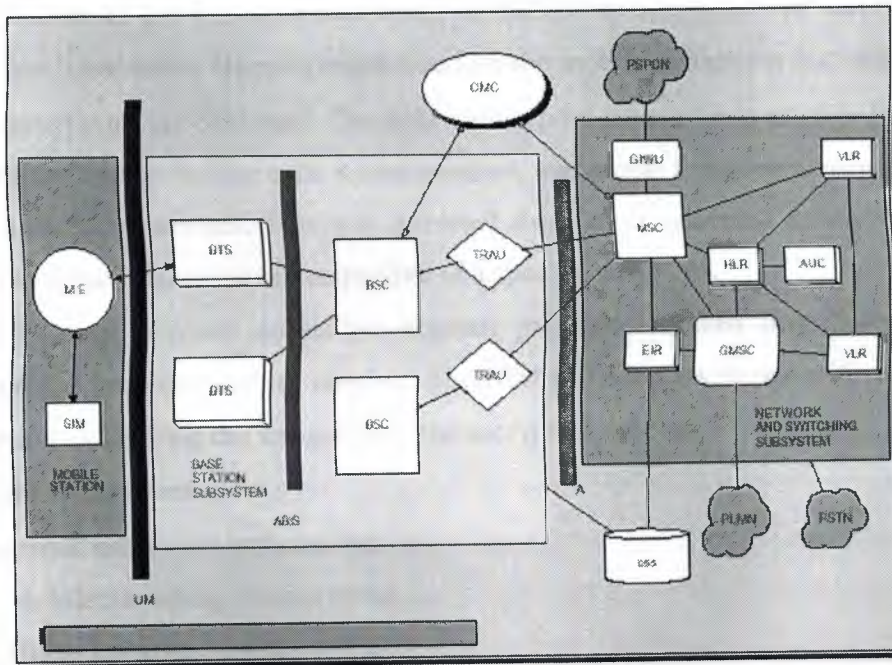 PSPDN
OMC
GIWU
VLR
MSC
BTS
TRAU
HLR
AUC
M E
BSC
EIR
GMSC
VLR
BTS
TRAU
SIM
BSC
NETWORK
AND SWITCHING
SUBSYSTEM
MOBILE
STATION
BASE
STATION
SUBSYSTEM
A
ABIS
PLMN
PSTN
OSS
UM